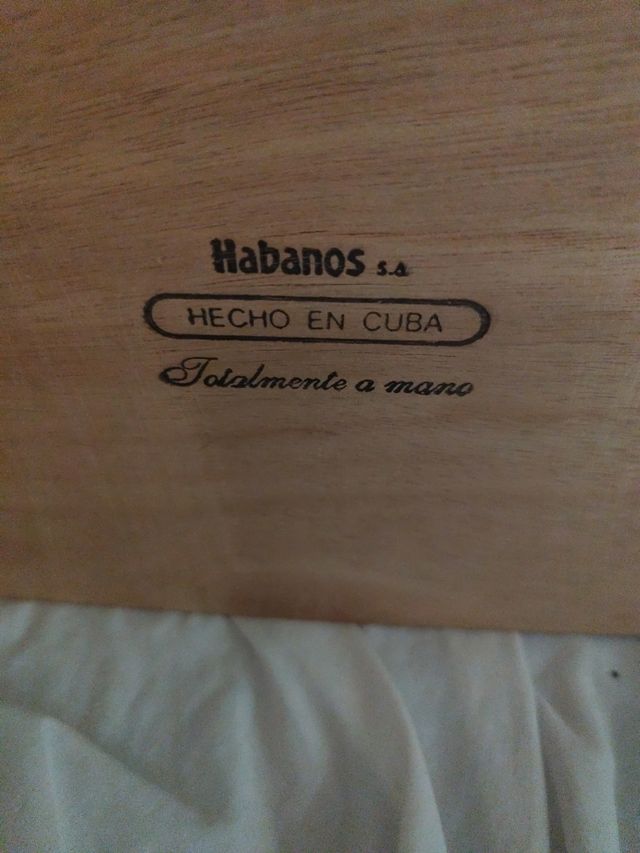 Habanos s.a
HECHO EN CUBA
Totalmente a mano